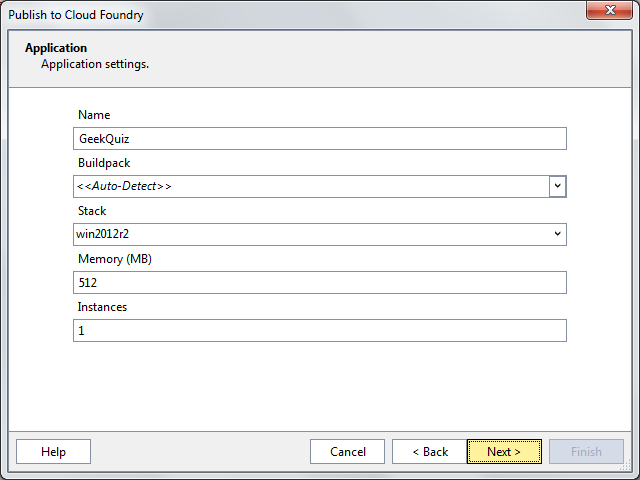 Publish to Cloud Foundry
Application
Application settings.
Name
GeekQuiz
Buildpack
<<Auto-Detect>>
Stack
win2012r2
Memory (MB)
512
Instances
1
Help
Cancel
< Back
Next >
Finish